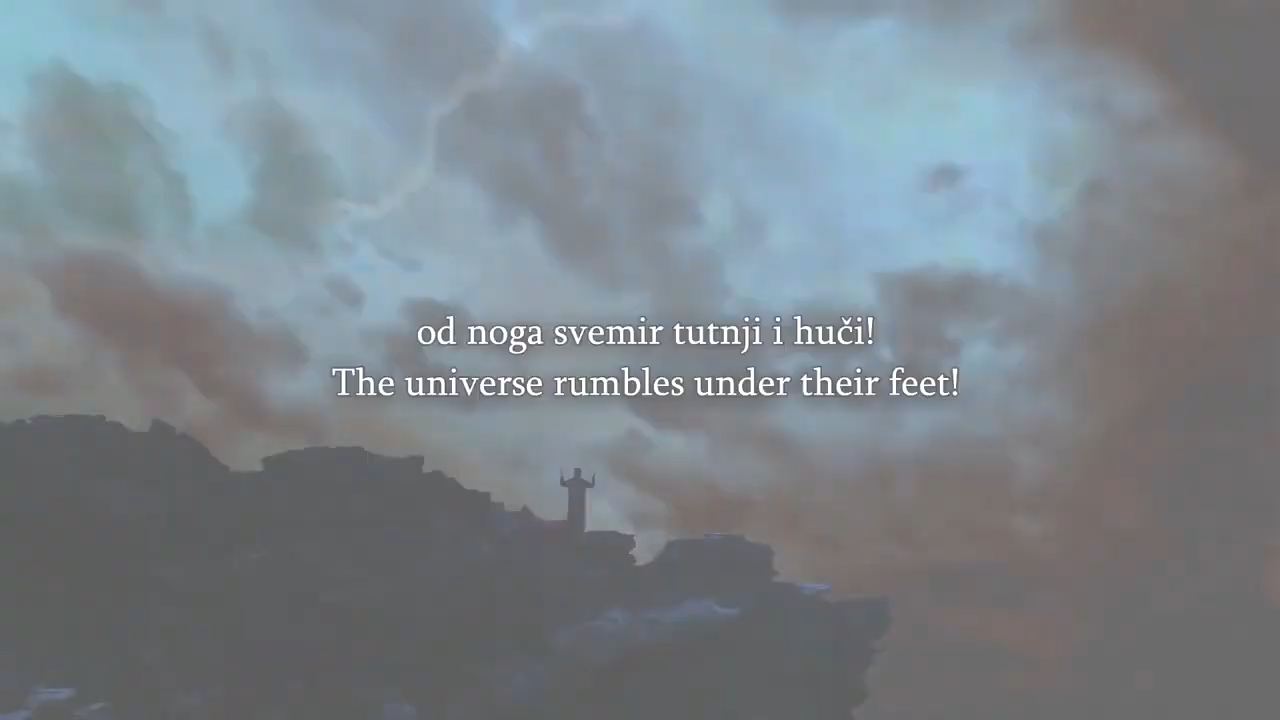 od noga svemir tutnji i huči!
The universe rumbles under their feet!